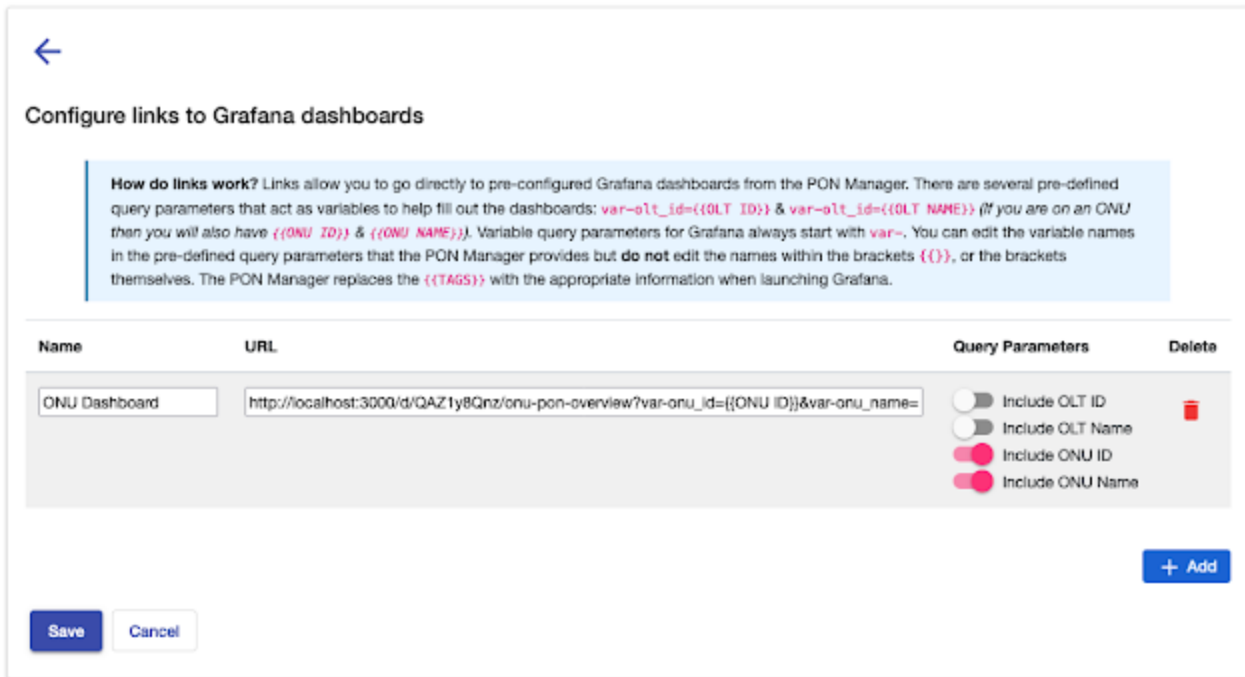 Configure links to Grafana dashboards
How do links work? Links allow you to go directly to pre-configured Grafana dashboards from the PON Manager. There are several pre-defined
query parameters that act as variables to help fill out the dashboards: var-olt_id={{OLT ID}} & var-olt_id={{OLT NAME}} (If you are on an ONU
then you will also have {{ONU ID}} & {{ONU NAME}}). Variable query parameters for Grafana always start with var-. You can edit the variable names
in the pre-defined query parameters that the PON Manager provides but do not edit the names within the brackets {{}}, or the brackets
themselves. The PON Manager replaces the {{TAGS}} with the appropriate information when launching Grafana.
Name URL Query Parameters Delete
ONU Dashboard http://localhost:3000/d/QAZ1y8Qnz/onu-pon-overview?var-onu_id={{ONU ID}}&var-onu_name= Include OLT ID
Include OLT Name
Include ONU ID
Include ONU Name
+ Add
Save Cancel